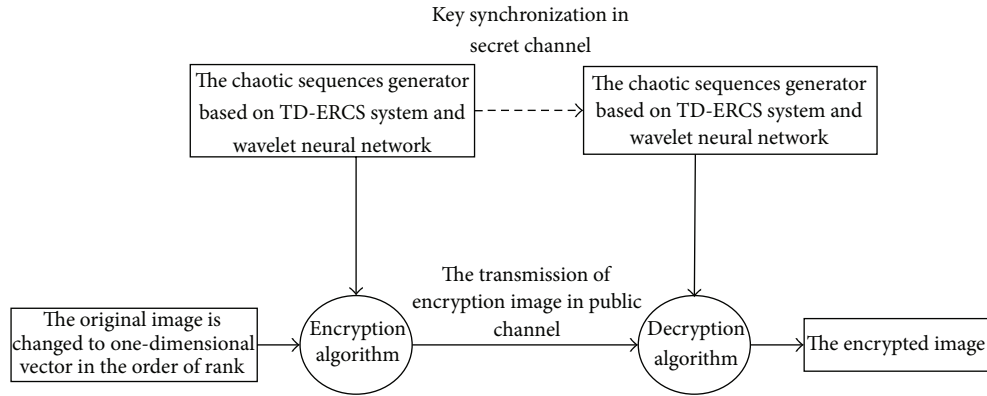 Key synchronization in
secret channel
The chaotic sequences generator
based on TD-ERCS system and
wavelet neural network
The chaotic sequences generator
based on TD-ERCS system and
wavelet neural network
The original image is
changed to one-dimensional
vector in the order of rank
Encryption
algorithm
The transmission of
encryption image in public
channel
Decryption
algorithm
The encrypted image